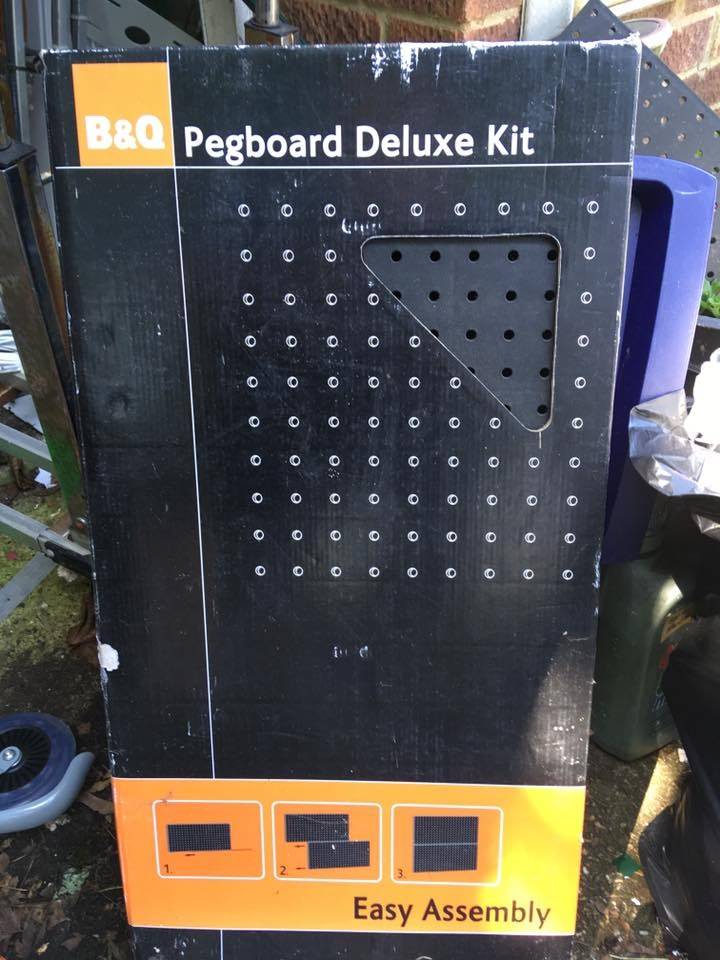 B&Q
Pegboard Deluxe Kit
1.
2.
3.
Easy Assembly